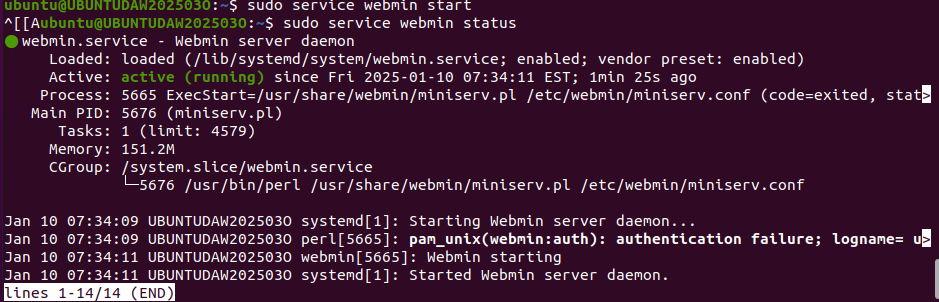 ubuntu@UBUNTUDAW202503O:~$ sudo service webmin start
^[[Aubuntu@UBUNTUDAW202503O:~$ sudo service webmin status
● webmin.service - Webmin server daemon
     Loaded: loaded (/lib/systemd/system/webmin.service; enabled; vendor preset: enabled)
     Active: active (running) since Fri 2025-01-10 07:34:11 EST; 1min 25s ago
    Process: 5665 ExecStart=/usr/share/webmin/miniserv.pl /etc/webmin/miniserv.conf (code=exited, stat>
   Main PID: 5676 (miniserv.pl)
      Tasks: 1 (limit: 4579)
     Memory: 151.2M
     CGroup: /system.slice/webmin.service
             └─5676 /usr/bin/perl /usr/share/webmin/miniserv.pl /etc/webmin/miniserv.conf

Jan 10 07:34:09 UBUNTUDAW202503O systemd[1]: Starting Webmin server daemon...
Jan 10 07:34:09 UBUNTUDAW202503O perl[5665]: pam_unix(webmin:auth): authentication failure; logname= u>
Jan 10 07:34:11 UBUNTUDAW202503O webmin[5665]: Webmin starting
Jan 10 07:34:11 UBUNTUDAW202503O systemd[1]: Started Webmin server daemon.
lines 1-14/14 (END)